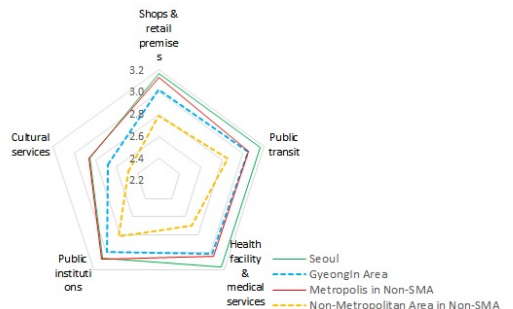 Shops &
retail
premise
s
3.2
3.0
2.8
2.6
2.4
2.2
Public
transit
Cultural
services
Health
facility
&
medical
services
Public
instituti
ons
Seoul
GyeongIn Area
Metropolis in Non-SMA
Non-Metropolitan Area in Non-SMA